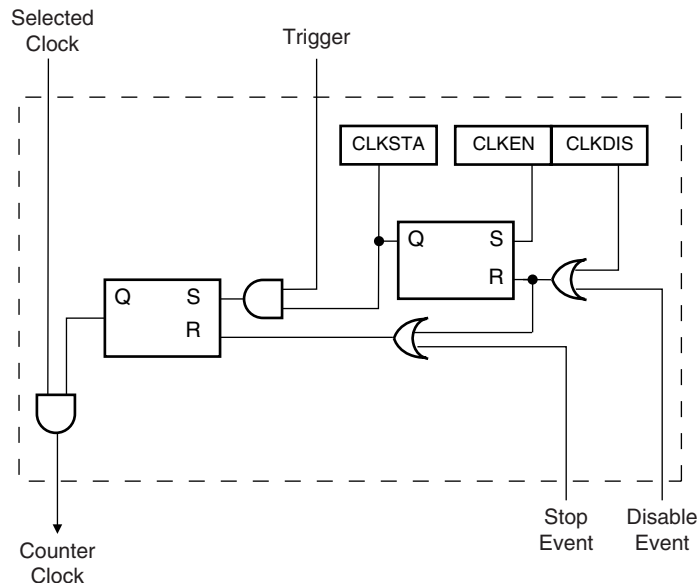 Selected
Clock
Trigger
CLKSTA
CLKEN
CLKDIS
Q
S
R
Q
S
R
Stop
Event
Disable
Event
Counter
Clock